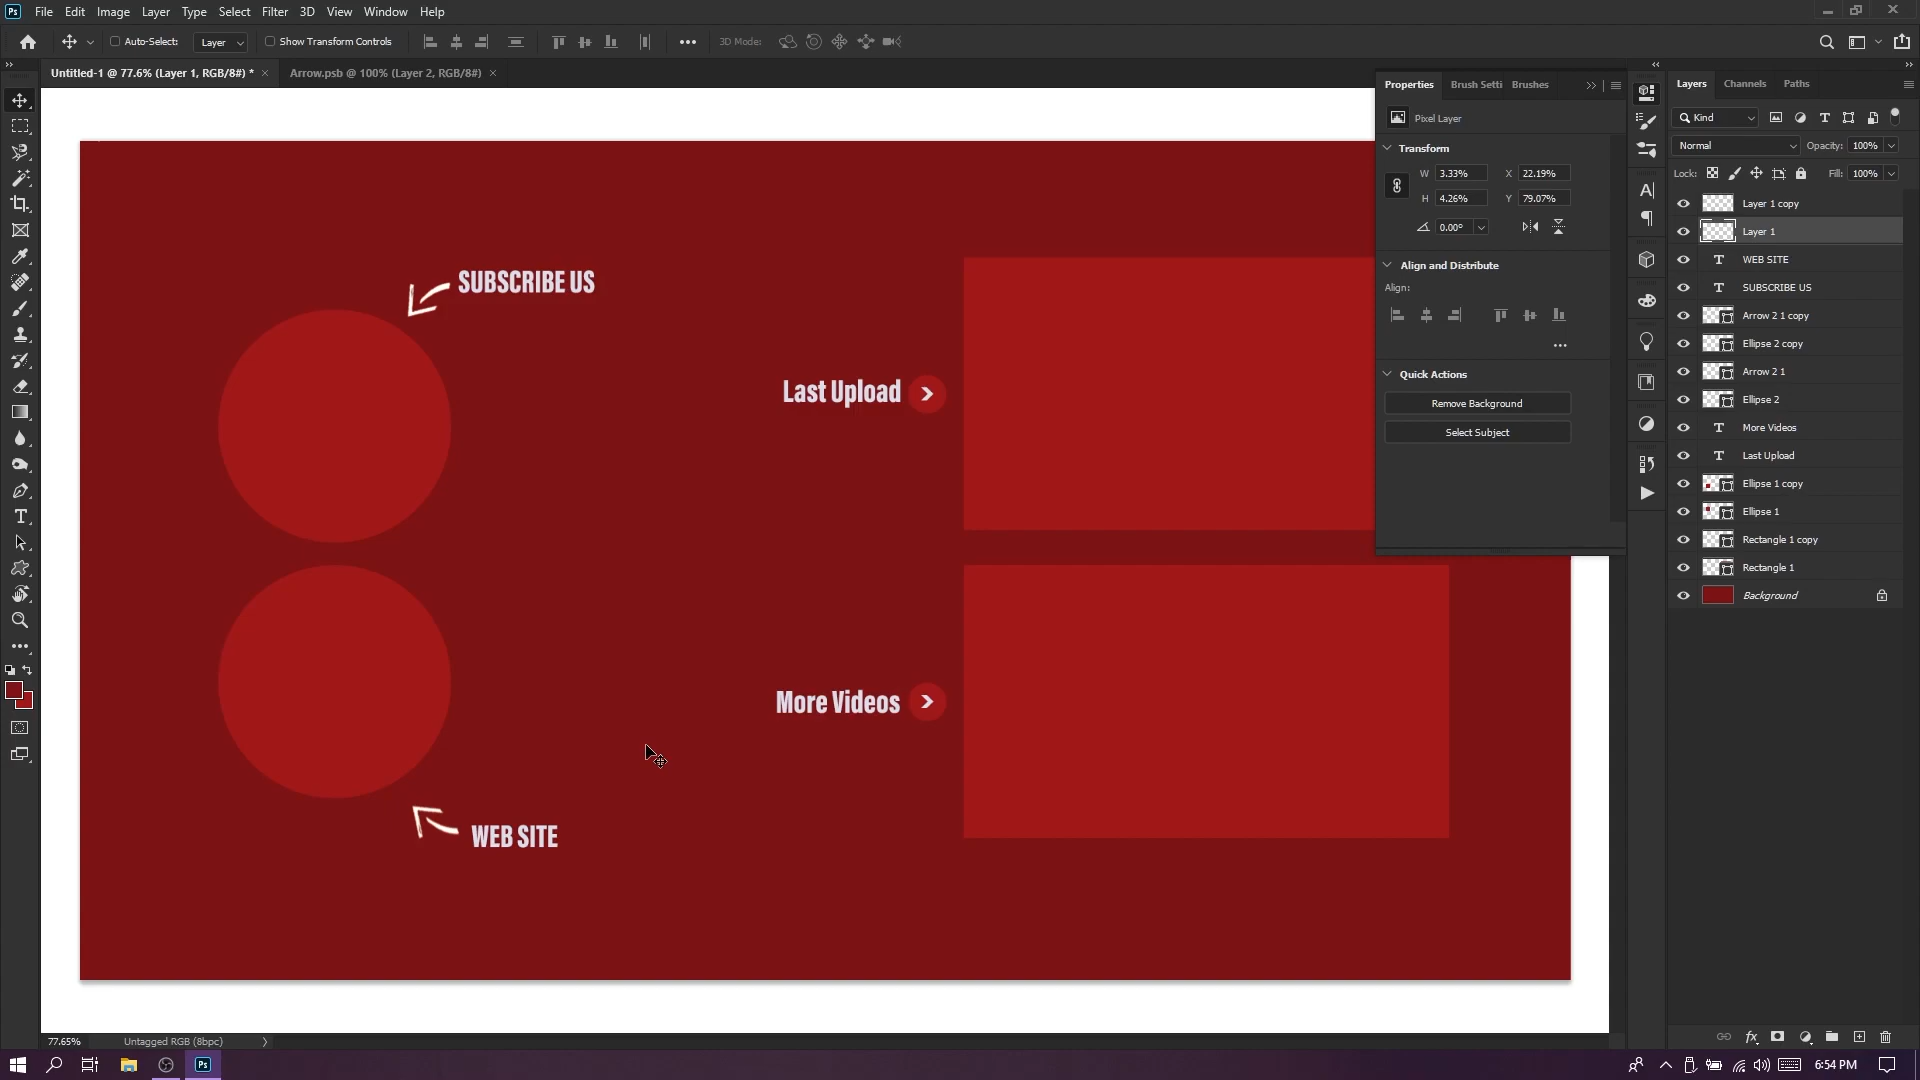 Ps File Edit Image Layer Type Select Filter 3D View Window Help
Auto-Select: Layer Show Transform Controls 3D Mode:
Untitled-1 @ 77.6% (Layer 1, RGB/8#) * Arrow.psb @ 100% (Layer 2, RGB/8#)
Properties Brush Setti Brushes
Pixel Layer
Transform
W 3.33% X 22.19%
H 4.26% Y 79.07%
0.00°
Align and Distribute
Align:
Quick Actions
Remove Background
Select Subject
Layers Channels Paths
Kind
Normal Opacity: 100%
Lock: Fill: 100%
Layer 1 copy
Layer 1
WEB SITE
SUBSCRIBE US
Arrow 2 1 copy
Ellipse 2 copy
Arrow 2 1
Ellipse 2
More Videos
Last Upload
Ellipse 1 copy
Ellipse 1
Rectangle 1 copy
Rectangle 1
Background
SUBSCRIBE US
Last Upload
More Videos
WEB SITE
77.65% Untagged RGB (8bpc)
Ps
6:54 PM